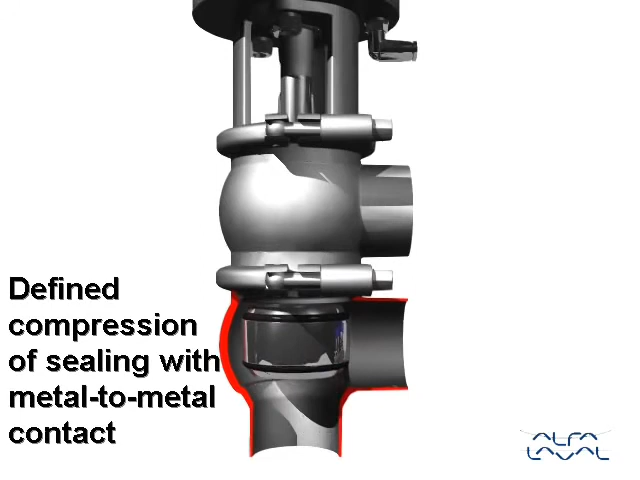 Defined
compression
of sealing with
metal-to-metal
contact
ALFA
LAVAL